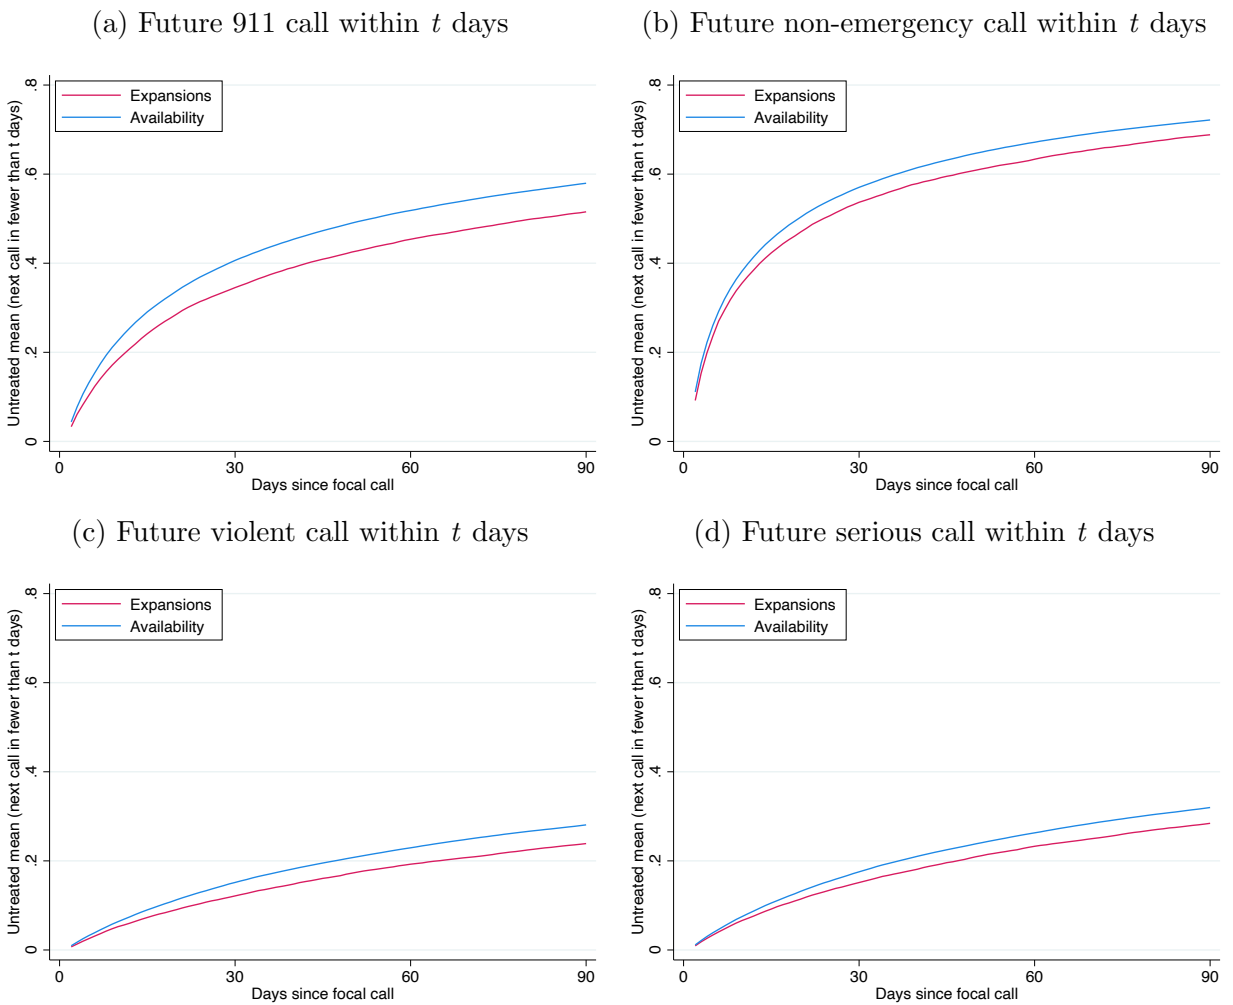 (a) Future 911 call within t days
Untreated mean (next call in fewer than t days)
.8
.6
.4
.2
0
Expansions
Availability
0 30 60 90
Days since focal call
(b) Future non-emergency call within t days
Untreated mean (next call in fewer than t days)
.8
.6
.4
.2
0
Expansions
Availability
0 30 60 90
Days since focal call
(c) Future violent call within t days
Untreated mean (next call in fewer than t days)
.8
.6
.4
.2
0
Expansions
Availability
0 30 60 90
Days since focal call
(d) Future serious call within t days
Untreated mean (next call in fewer than t days)
.8
.6
.4
.2
0
Expansions
Availability
0 30 60 90
Days since focal call